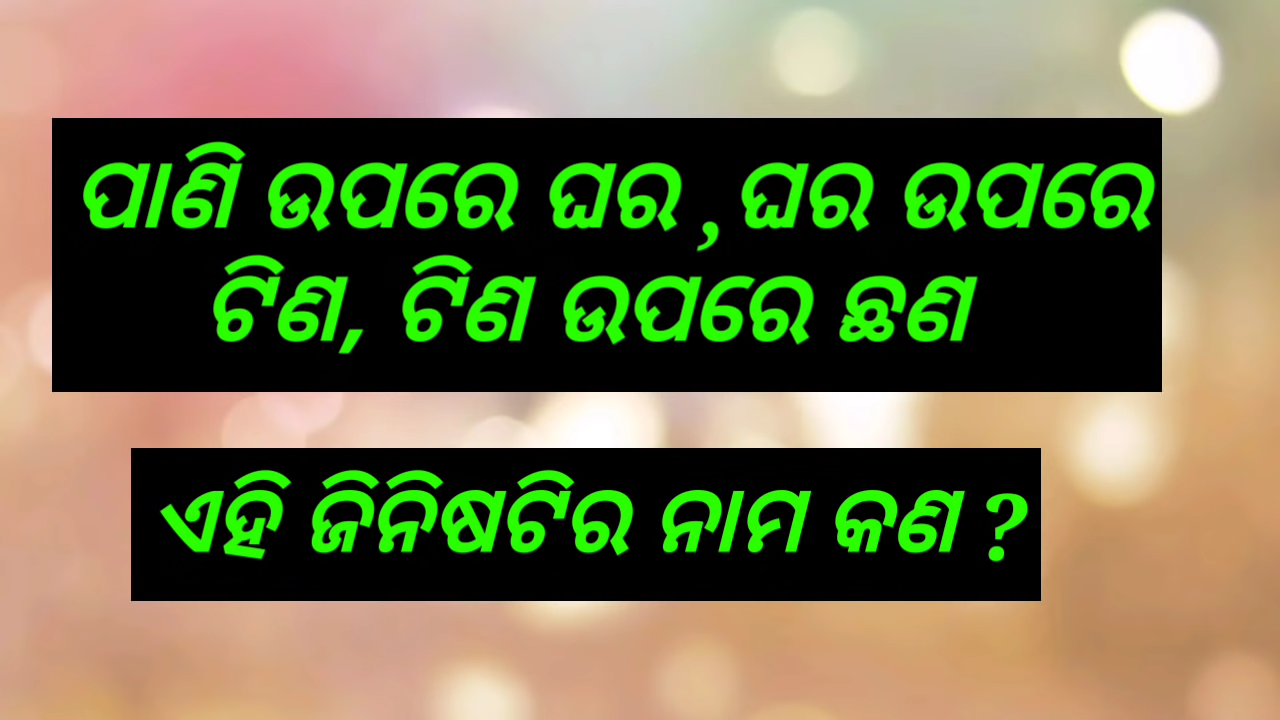 ପାଣି ଉପରେ ଘର ,ଘର ଉପରେ
ଟିଣ, ଟିଣ ଉପରେ ଛଣ
ଏହି ଜିନିଷଟିର ନାମ କଣ ?